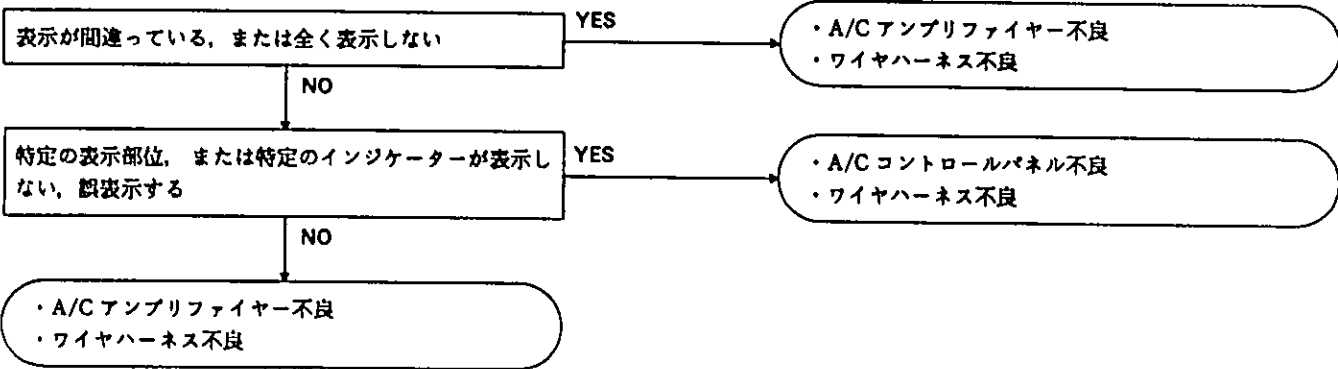 表示が間違っている，または全く表示しない
YES
・A/C アンプリファイヤー不良
・ワイヤハーネス不良
NO
特定の表示部位， または特定のインジケーターが表示し
ない，誤表示する
YES
・A/C コントロールパネル不良
・ワイヤハーネス不良
NO
・A/C アンプリファイヤー不良
・ワイヤハーネス不良